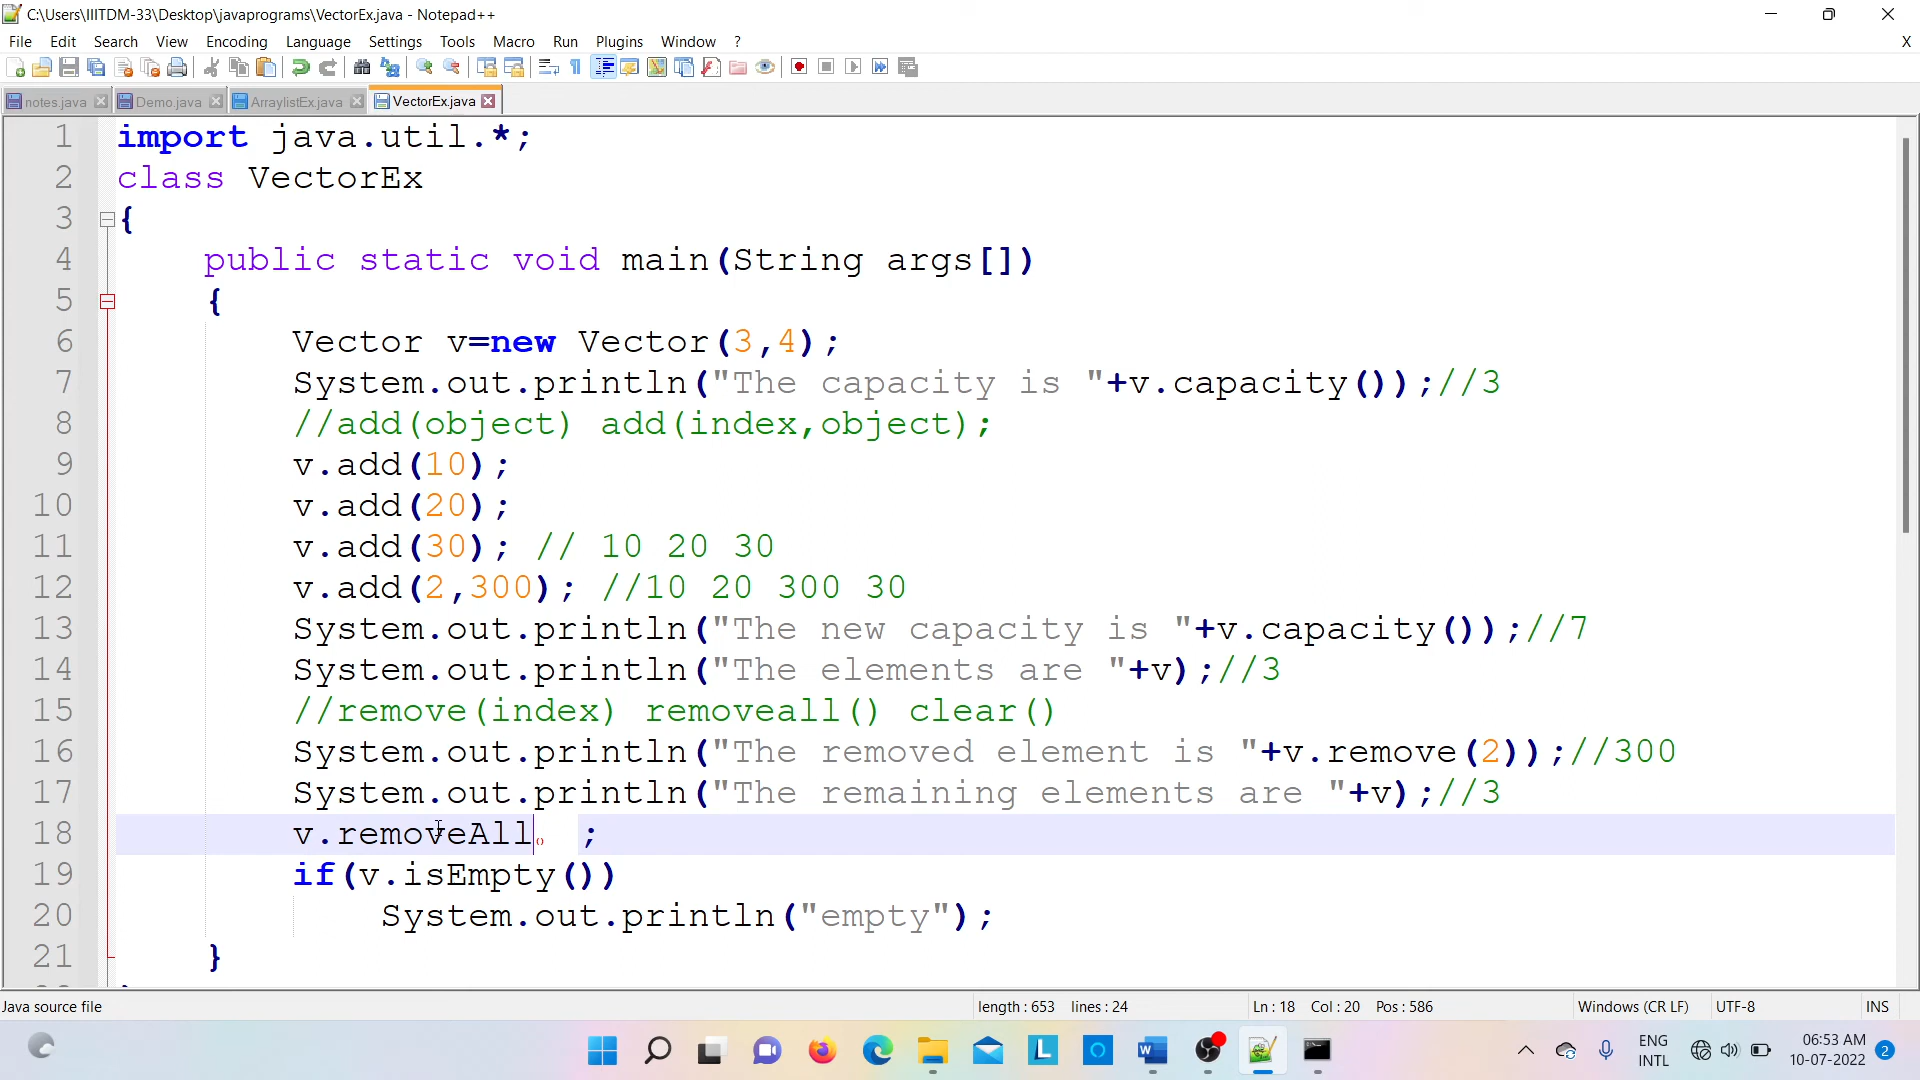 C:\Users\IIITDM-33\Desktop\javaprograms\VectorEx.java - Notepad++
File Edit Search View Encoding Language Settings Tools Macro Run Plugins Window ? X
notes.java Demo.java ArraylistEx.java VectorEx.java
1 import java.util.*;
2 class VectorEx
3 {
4 public static void main(String args[])
5 {
6 Vector v=new Vector(3,4);
7 System.out.println("The capacity is "+v.capacity());//3
8 //add(object) add(index,object);
9 v.add(10);
10 v.add(20);
11 v.add(30); // 10 20 30
12 v.add(2,300); //10 20 300 30
13 System.out.println("The new capacity is "+v.capacity());//7
14 System.out.println("The elements are "+v);//3
15 //remove(index) removeall() clear()
16 System.out.println("The removed element is "+v.remove(2));//300
17 System.out.println("The remaining elements are "+v);//3
18 v.removeAll();
19 if(v.isEmpty())
20 System.out.println("empty");
21 }
Java source file length : 653 lines : 24 Ln : 18 Col : 20 Pos : 586 Windows (CR LF) UTF-8 INS
ENG 06:53 AM
INTL 10-07-2022 2